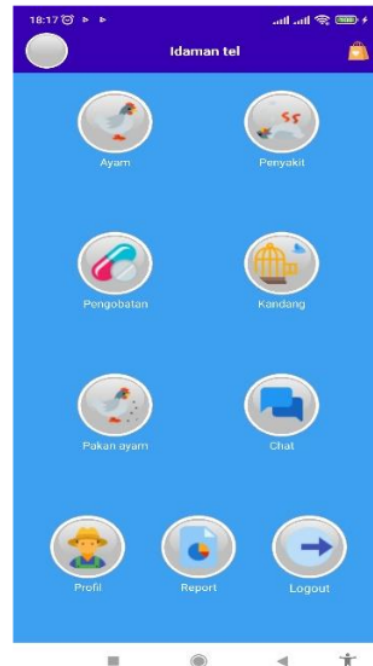 18:17
Idaman tel
Ayam Penyakit
Pengobatan Kandang
Pakan ayam Chat
Profil Report Logout